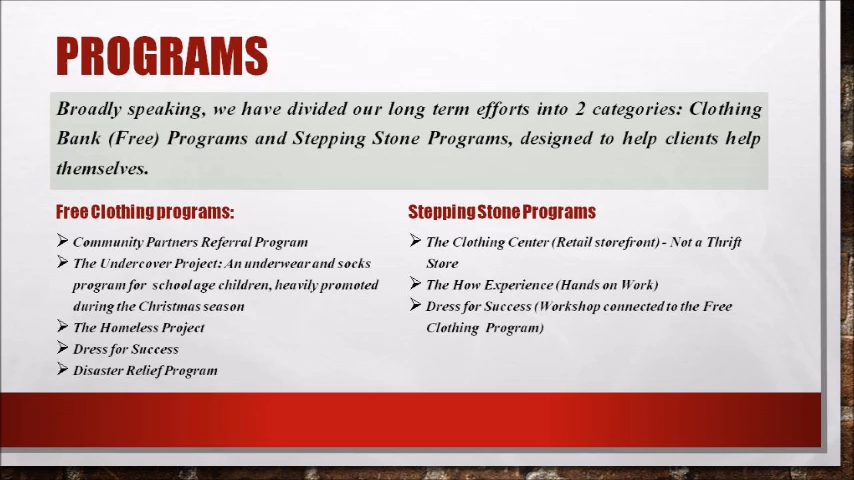 PROGRAMS
Broadly speaking, we have divided our long term efforts into 2 categories: Clothing
Bank (Free) Programs and Stepping Stone Programs, designed to help clients help
themselves.
Free Clothing programs:
➢ Community Partners Referral Program
➢ The Undercover Project: An underwear and socks
program for school age children, heavily promoted
during the Christmas season
➢ The Homeless Project
➢ Dress for Success
➢ Disaster Relief Program
Stepping Stone Programs
➢ The Clothing Center (Retail storefront) - Not a Thrift
Store
➢ The How Experience (Hands on Work)
➢ Dress for Success (Workshop connected to the Free
Clothing Program)